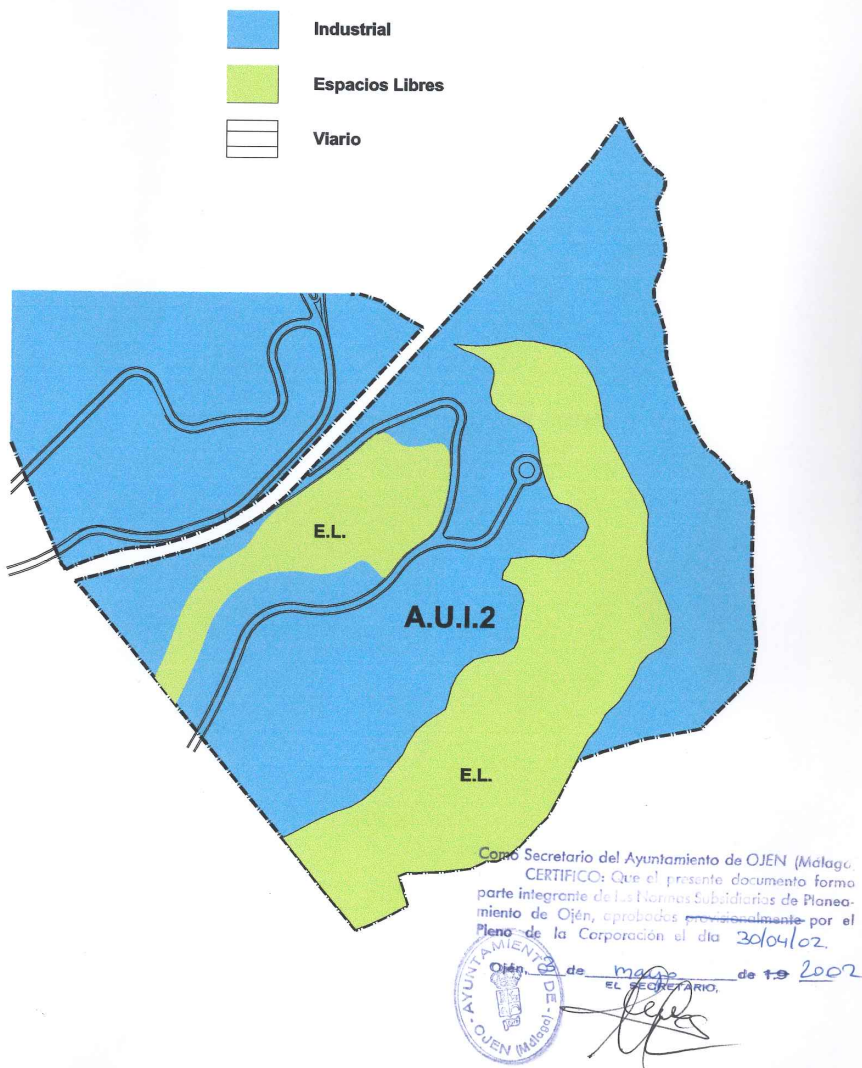 Industrial
Espacios Libres
Viario
E.L.
A.U.I.2
E.L.
Como Secretario del Ayuntamiento de OJEN (Málaga
CERTIFICO: Que el presente documento forma
parte integrante de las Normas Subsidiarias de Planea-
miento de Ojén, aprobados provisionalmente por el
Pleno de la Corporación el día 30/04/02.
Ojén, de mayo de 19 2002
EL SECRETARIO,
AYUNTAMIENTO DE
OJEN (Málaga)